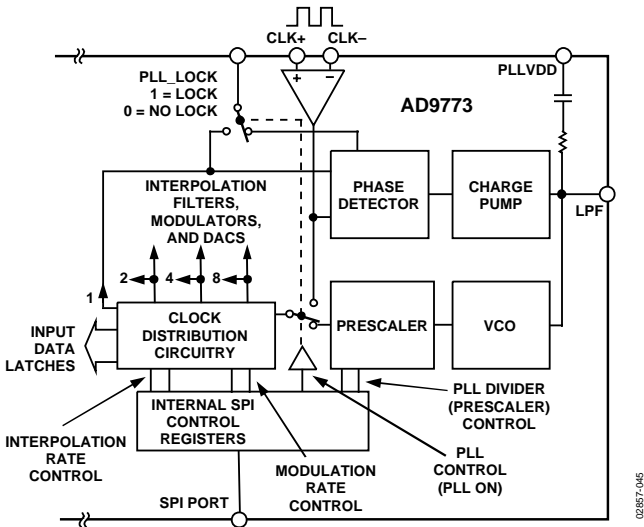 CLK+
CLK–
PLLVDD
PLL_LOCK
1 = LOCK
0 = NO LOCK
+
–
AD9773
INTERPOLATION
FILTERS,
MODULATORS,
AND DACS
PHASE
DETECTOR
CHARGE
PUMP
LPF
2
4
8
1
CLOCK
DISTRIBUTION
CIRCUITRY
PRESCALER
VCO
INPUT
DATA
LATCHES
INTERNAL SPI
CONTROL
REGISTERS
PLL DIVIDER
(PRESCALER)
CONTROL
INTERPOLATION
RATE
CONTROL
MODULATION
RATE
CONTROL
PLL
CONTROL
(PLL ON)
SPI PORT
02857-045